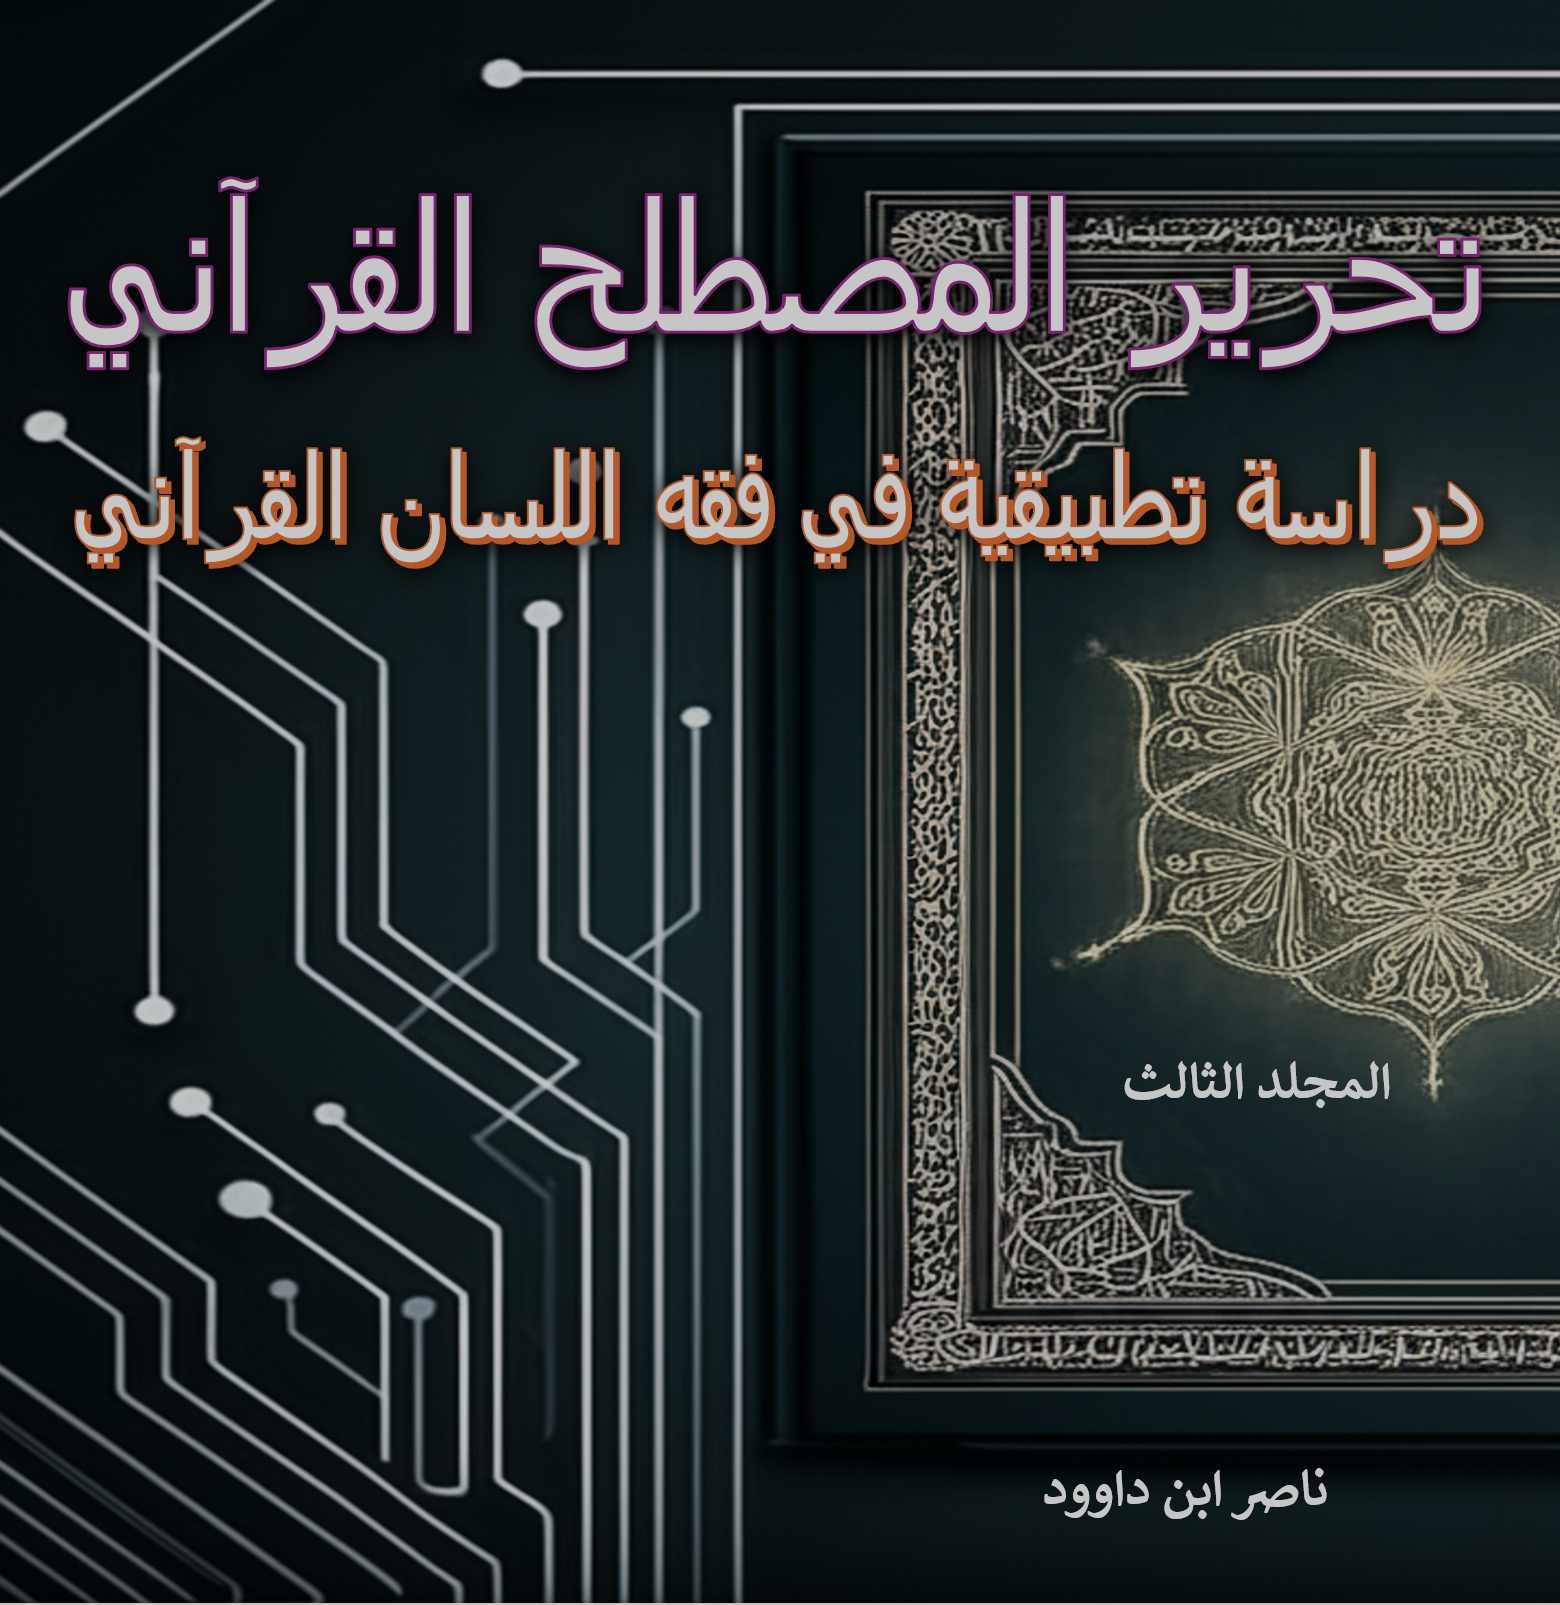 تحرير المصطلح القرآني
دراسة تطبيقية في فقه اللسان القرآني
المجلد الثالث
ناصر ابن داوود